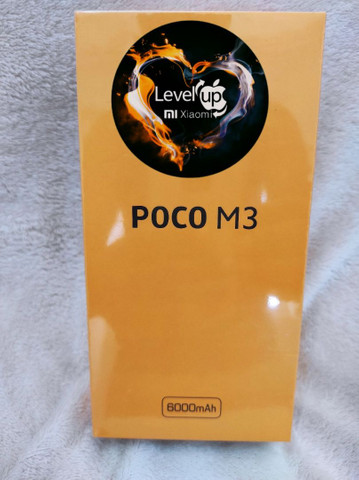 Level up
mi Xiaomi
POCO M3
6000mAh